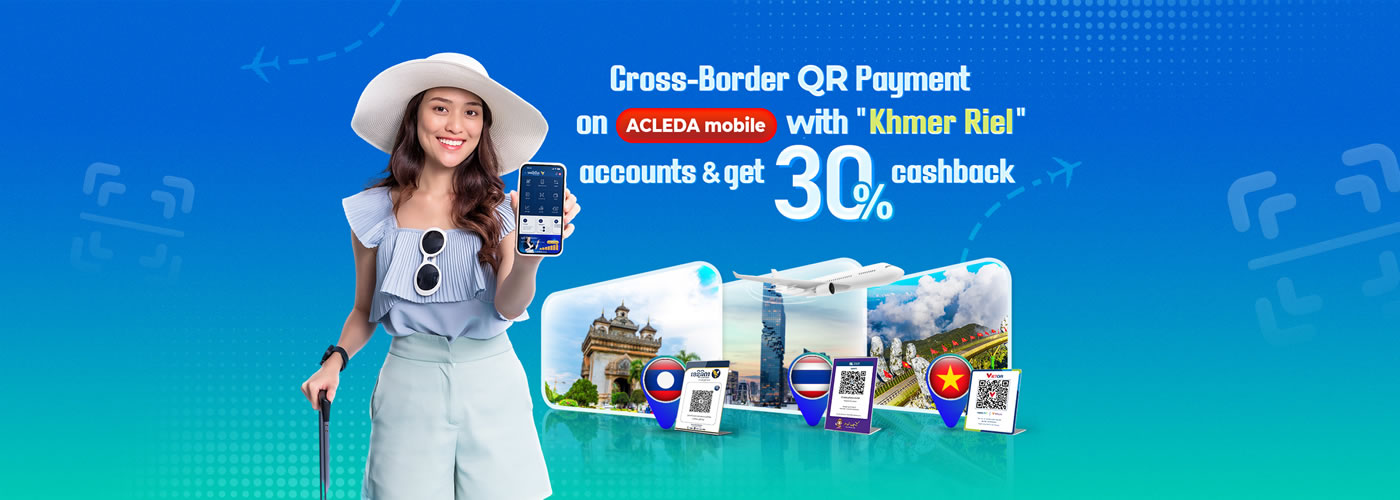 Cross-Border QR Payment
on ACLEDA mobile with "Khmer Riel"
accounts & get 30% cashback